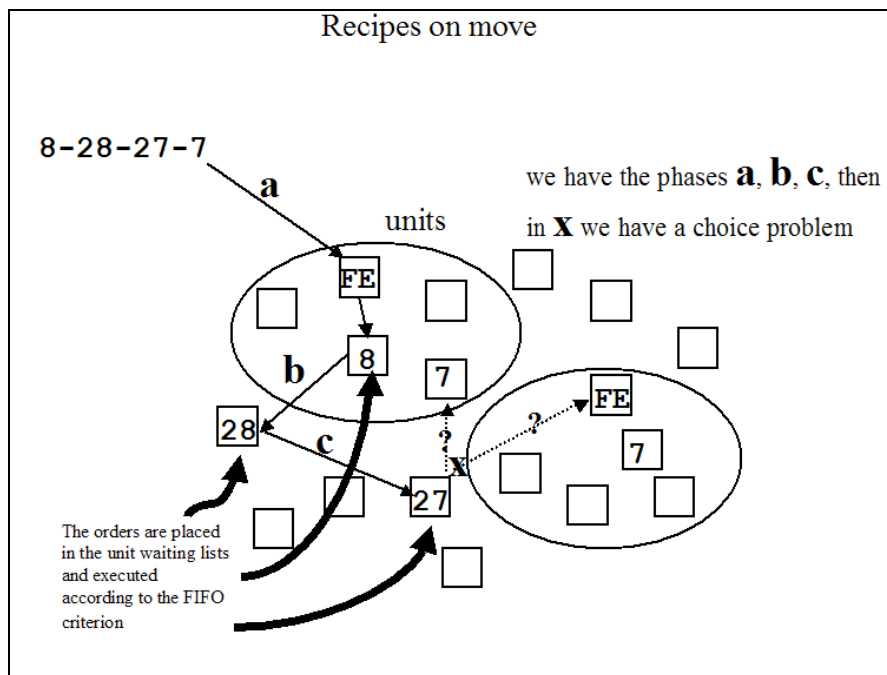 Recipes on move
8-28-27-7
a
we have the phases a, b, c, then
in x we have a choice problem
units
FE
8
b
7
FE
28
c
?
?
x
7
27
The orders are placed
in the unit waiting lists
and executed
according to the FIFO
criterion